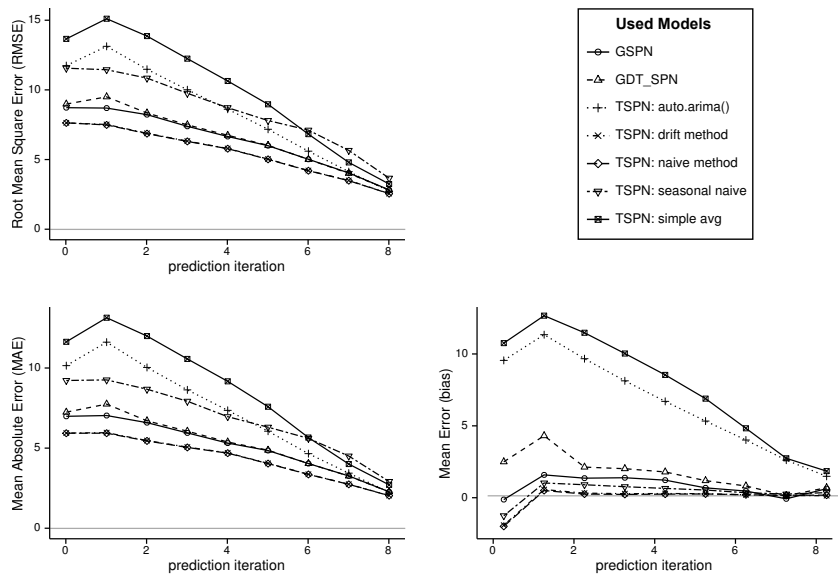 Root Mean Square Error (RMSE)
15
10
5
0
0 2 4 6 8
prediction iteration
Used Models
GSPN
GDT_SPN
TSPN: auto.arima()
TSPN: drift method
TSPN: naive method
TSPN: seasonal naive
TSPN: simple avg
Mean Absolute Error (MAE)
10
5
0
0 2 4 6 8
prediction iteration
Mean Error (bias)
10
5
0
0 2 4 6 8
prediction iteration